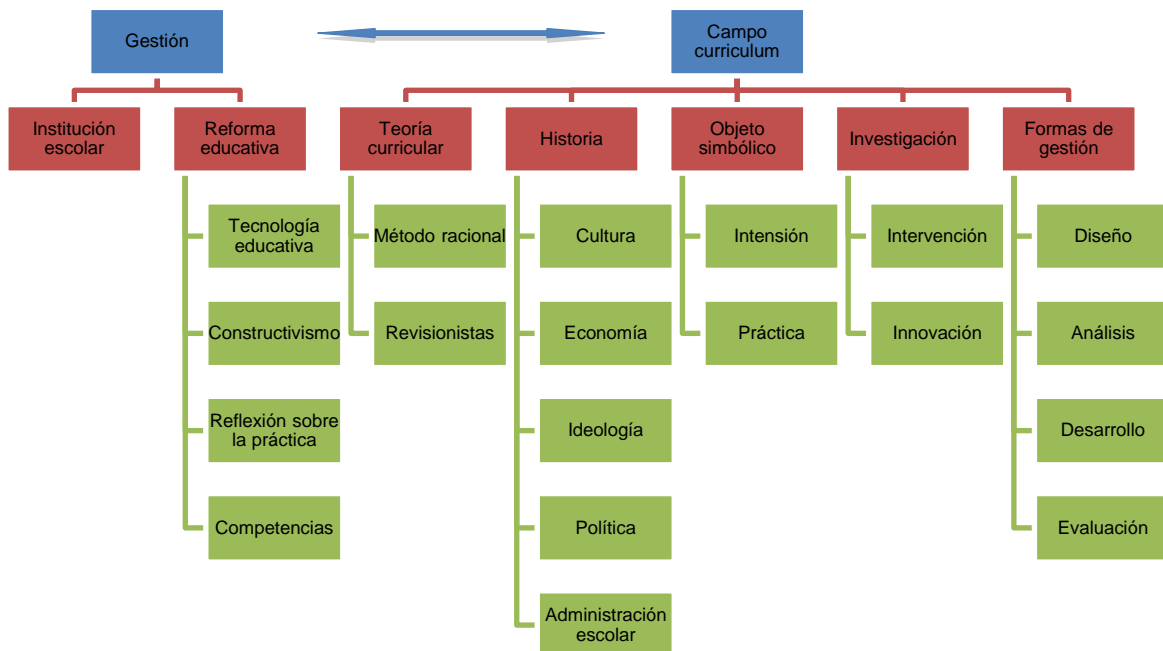 Gestión
Campo
curriculum
Institución
escolar
Reforma
educativa
Teoría
curricular
Historia
Objeto
simbólico
Investigación
Formas de
gestión
Tecnología
educativa
Método racional
Cultura
Intensión
Intervención
Diseño
Constructivismo
Revisionistas
Economía
Práctica
Innovación
Análisis
Reflexión sobre
la práctica
Ideología
Desarrollo
Competencias
Política
Evaluación
Administración
escolar